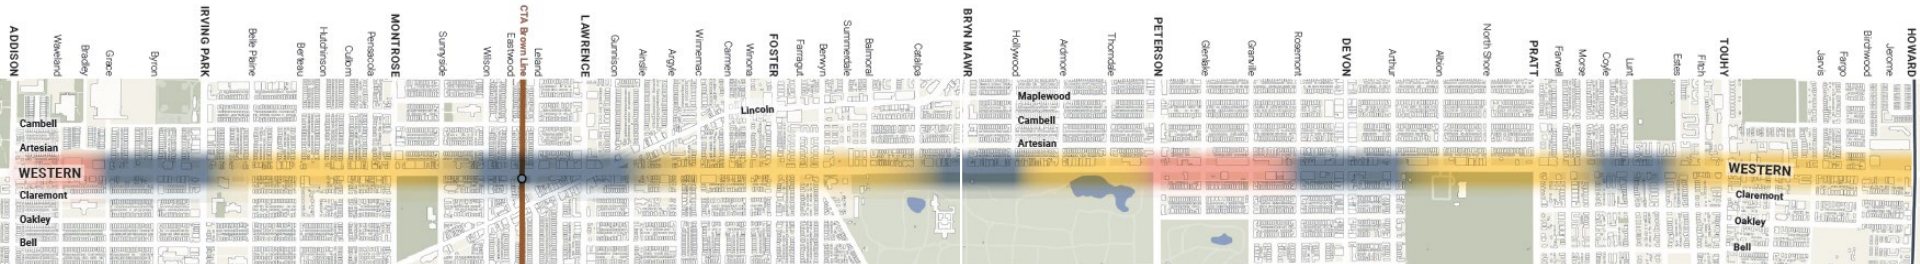 ADDISON
Waveland
Bradley
Grace
Byron
IRVING PARK
Belle Plaine
Berteau
Hutchinson
Cullom
Pensacola
MONTROSE
Sunnyside
Wilson
Eastwood
CTA Brown Line
Leland
LAWRENCE
Gunnison
Ainslie
Argyle
Winnemac
Carmen
Winona
FOSTER
Farragut
Berwyn
Summerdale
Balmoral
Catalpa
BRYN MAWR
Hollywood
Ardmore
Thorndale
PETERSON
Glenlake
Granville
Rosemont
DEVON
Arthur
Albion
North Shore
PRATT
Farwell
Morse
Coyle
Lunt
Estes
Fitch
TOUHY
Jarvis
Fargo
Birchwood
Jerome
HOWARD
Cambell
Artesian
WESTERN
Claremont
Oakley
Bell
Lincoln
Maplewood
Cambell
Artesian
WESTERN
Claremont
Oakley
Bell